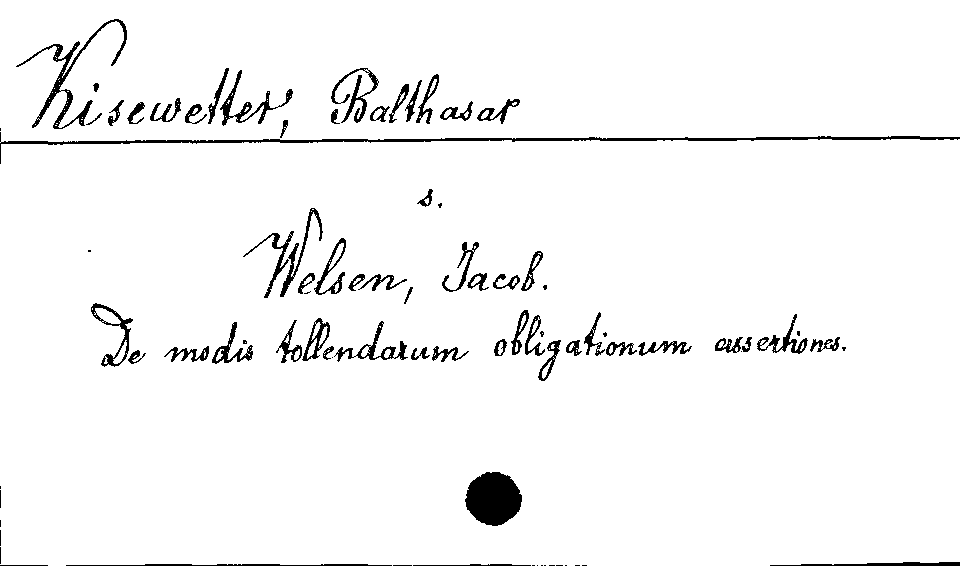 Kisewetter, Balthasar
s.
Welsen, Jacob.
De modis tollendarum obligationum assertiones.